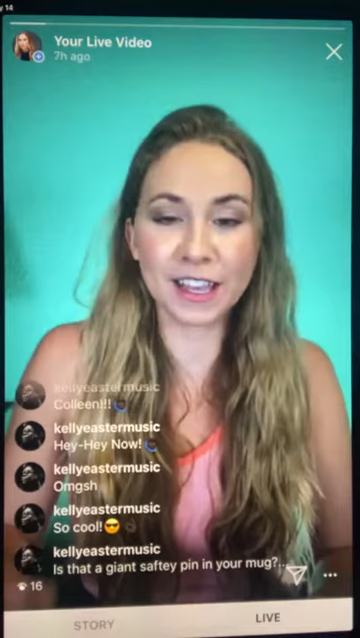 y 14
Your Live Video
7h ago
kellyeastermusic
Colleen!!!
kellyeastermusic
Hey-Hey Now!
kellyeastermusic
Omgsh
kellyeastermusic
So cool!😎
kellyeastermusic
Is that a giant saftey pin in your mug?...
16
STORY
LIVE